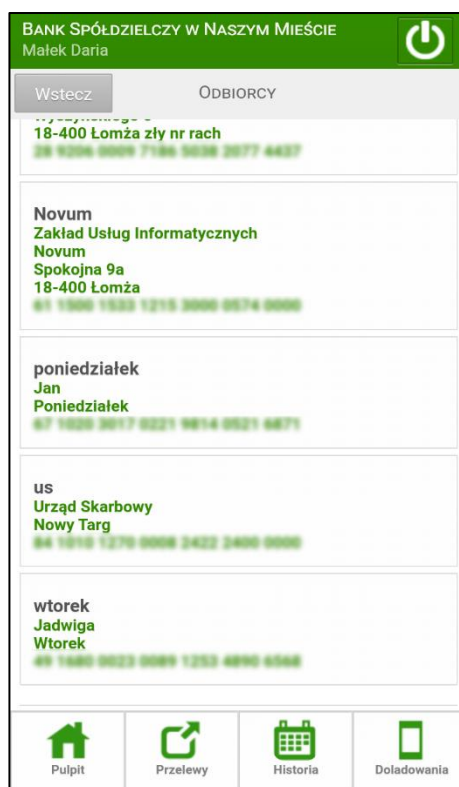 Bank Spółdzielczy w Naszym Mieście
Małek Daria
Wstecz
Odbiorcy
18-400 Łomża zły nr rach
Novum
Zakład Usług Informatycznych
Novum
Spokojna 9a
18-400 Łomża
poniedziałek
Jan
Poniedziałek
us
Urząd Skarbowy
Nowy Targ
wtorek
Jadwiga
Wtorek
Pulpit
Przelewy
Historia
Doladowania